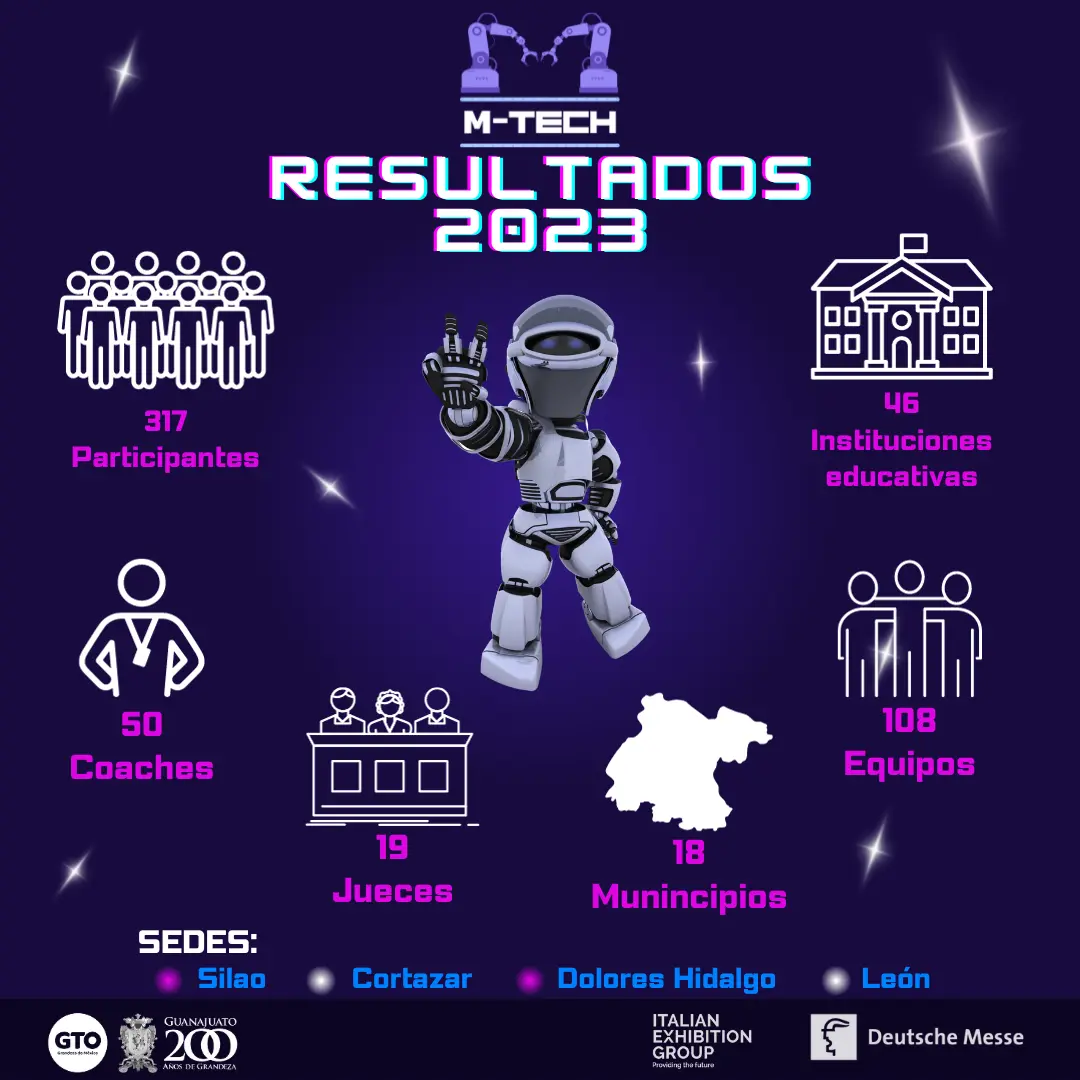 M-TECH
RESULTADOS
2023
317
Participantes
46
Instituciones
educativas
50
Coaches
108
Equipos
19
Jueces
18
Munincipios
SEDES:
Silao
Cortazar
Dolores Hidalgo
León
GTO
Grandeza de México
GUANAJUATO
200
AÑOS DE GRANDEZA
ITALIAN
EXHIBITION
GROUP
Providing the future
Deutsche Messe